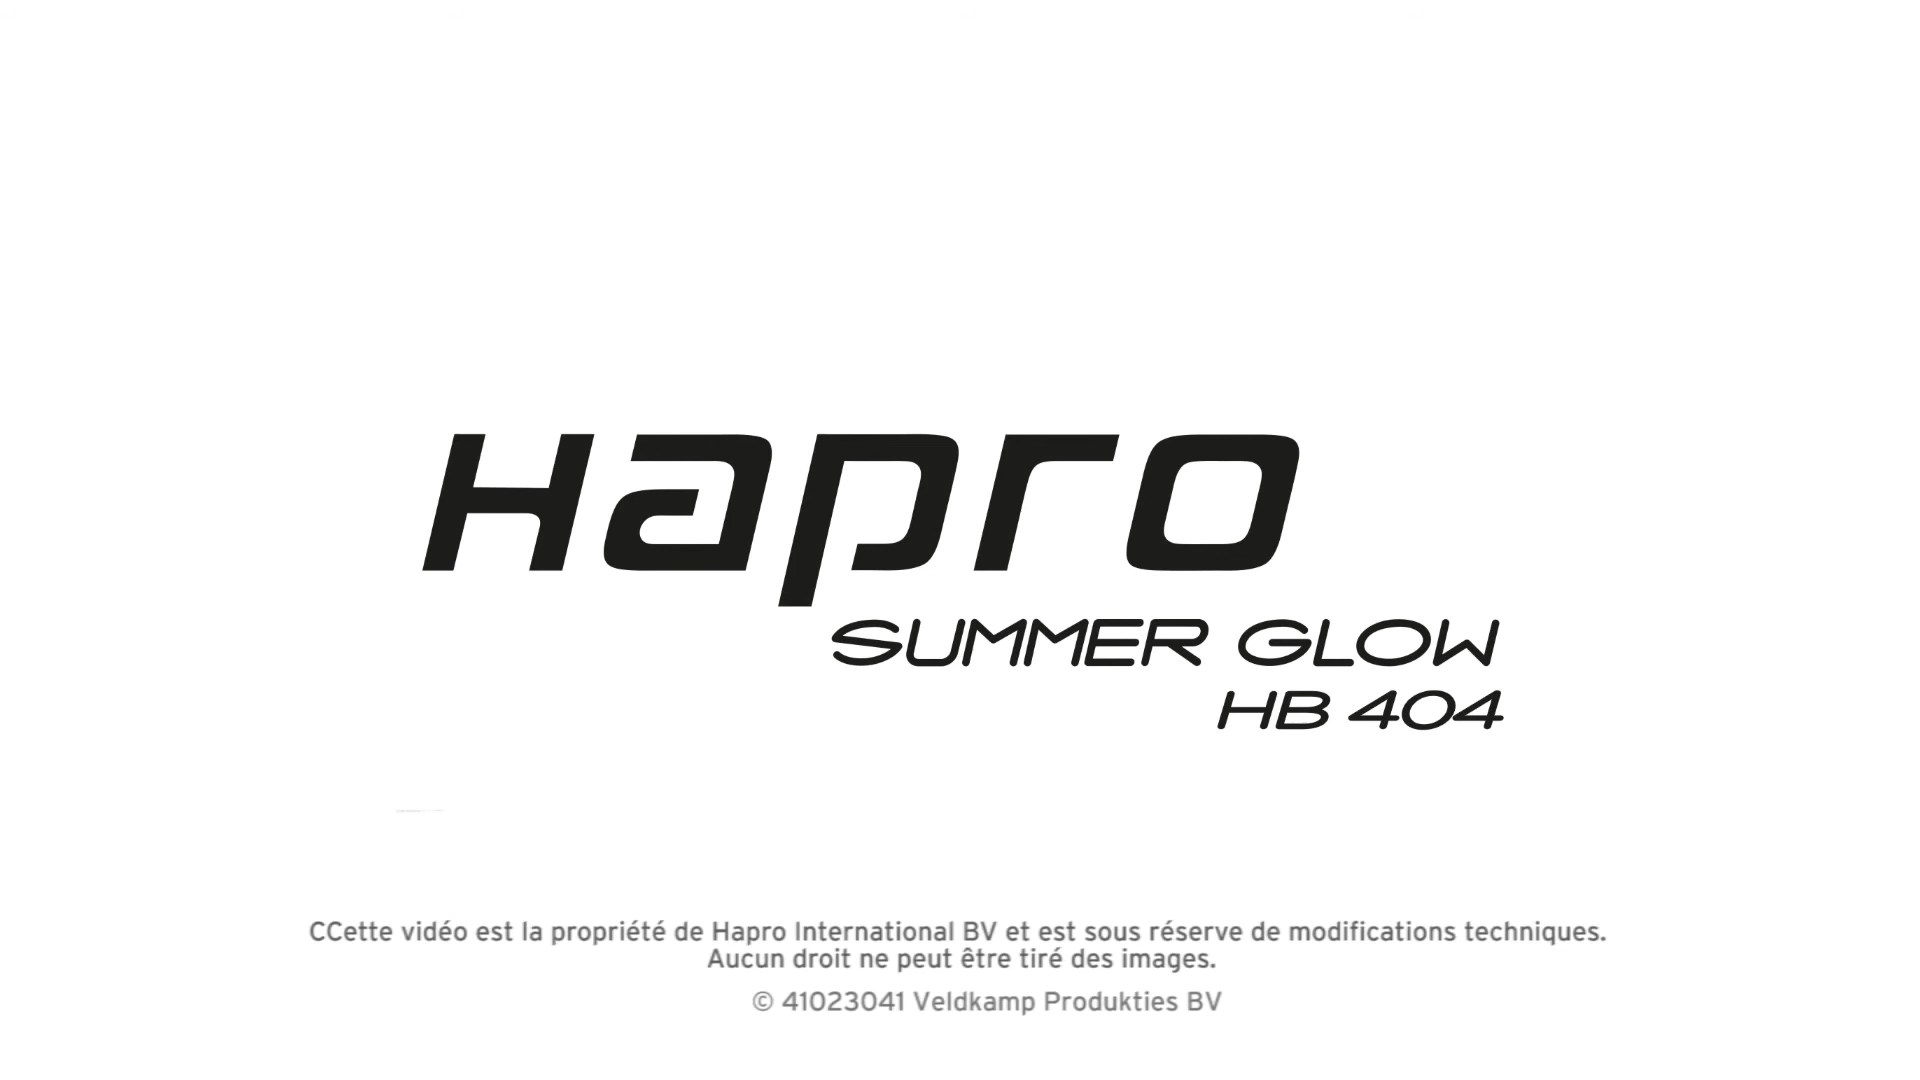 Hapro
SUMMER GLOW
HB 404
CCette vidéo est la propriété de Hapro International BV et est sous réserve de modifications techniques.
Aucun droit ne peut être tiré des images.
© 41023041 Veldkamp Produkties BV